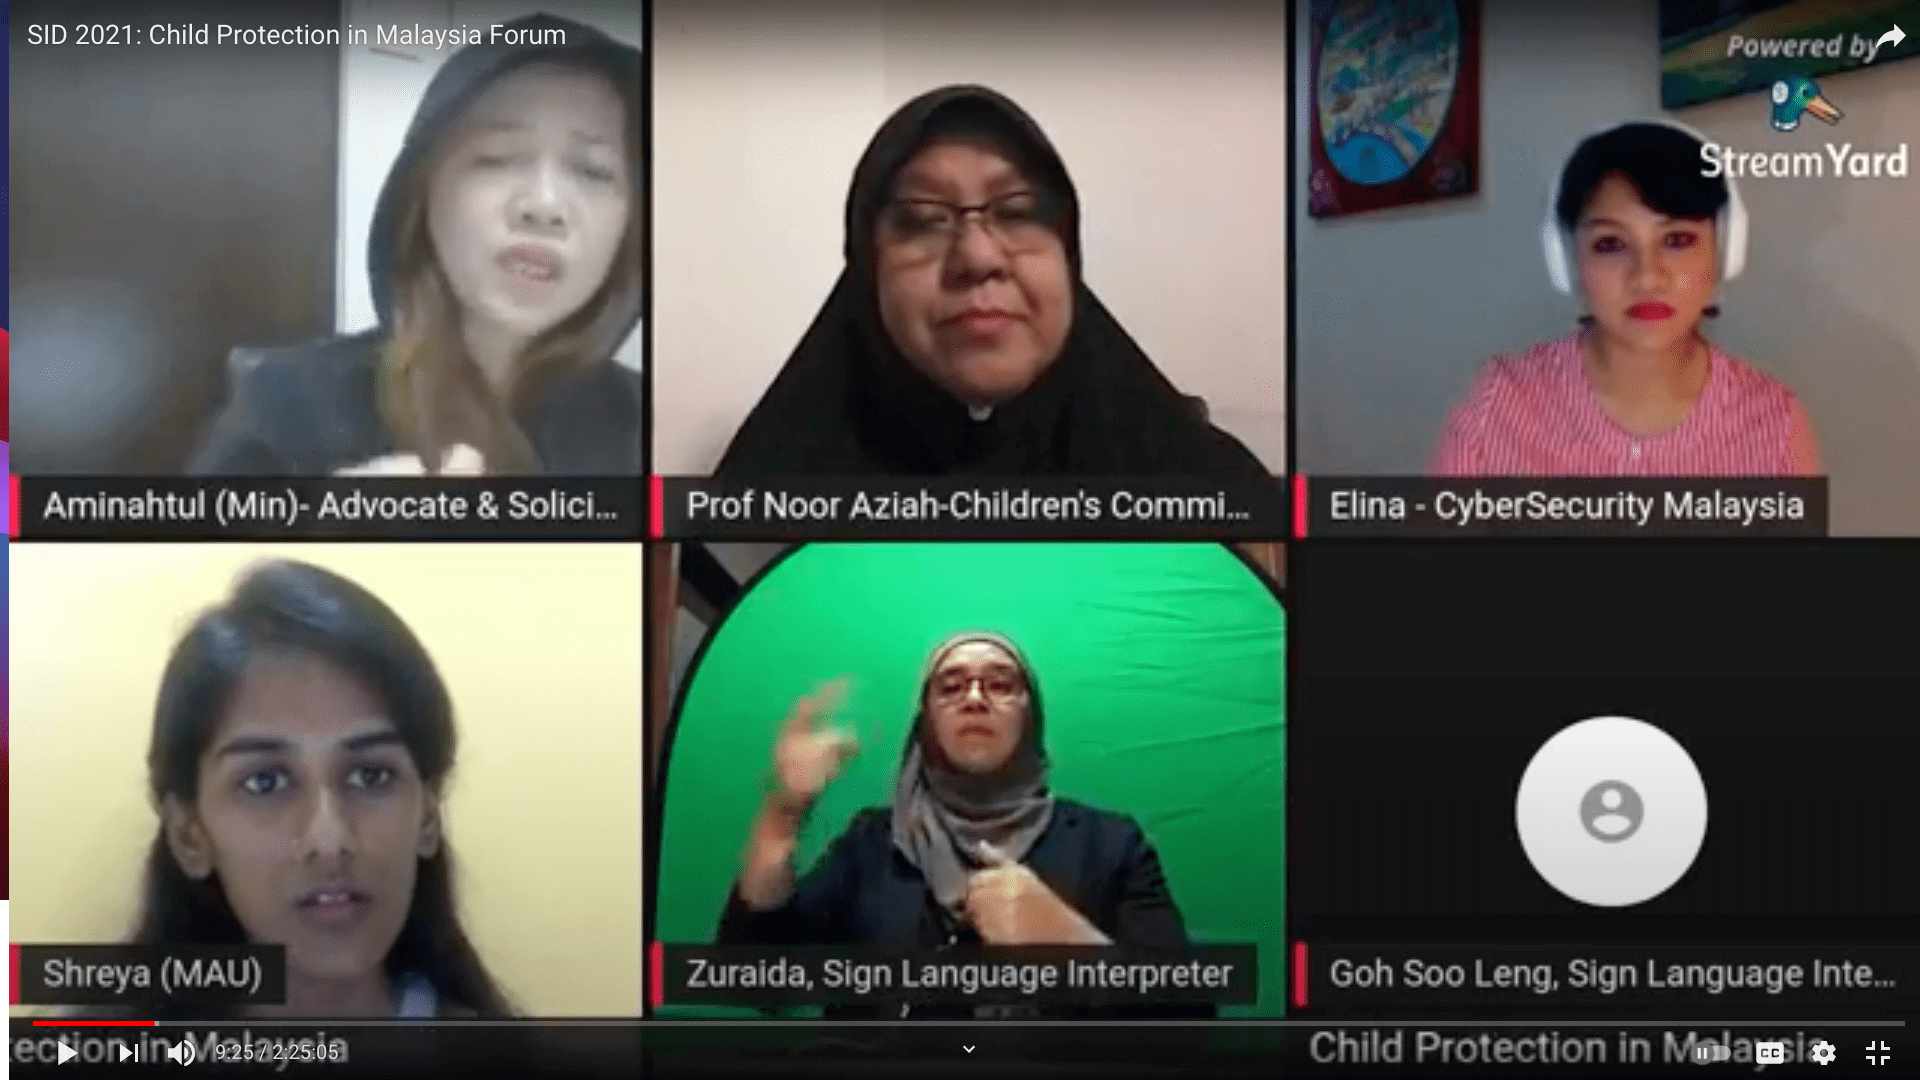 SID 2021: Child Protection in Malaysia Forum
Powered by
StreamYard
Aminahtul (Min)- Advocate & Solici...
Prof Noor Aziah-Children's Commi...
Elina - CyberSecurity Malaysia
Shreya (MAU)
Zuraida, Sign Language Interpreter
Goh Soo Leng, Sign Language Inte...
tection in Malaysia
Child Protection in Malaysia
9:25 / 2:25:05
CC